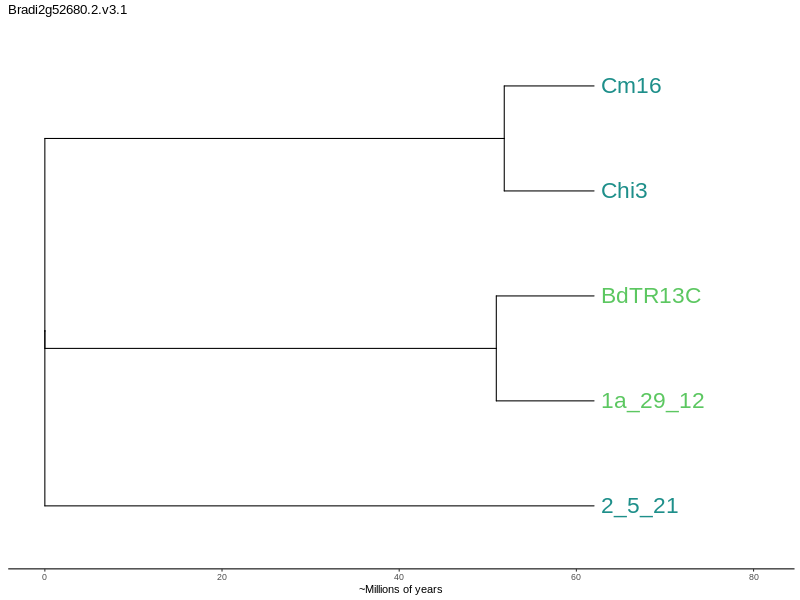 Bradi2g52680.2.v3.1
Cm16
Chi3
BdTR13C
1a_29_12
2_5_21
0 20 40 60 80
~Millions of years